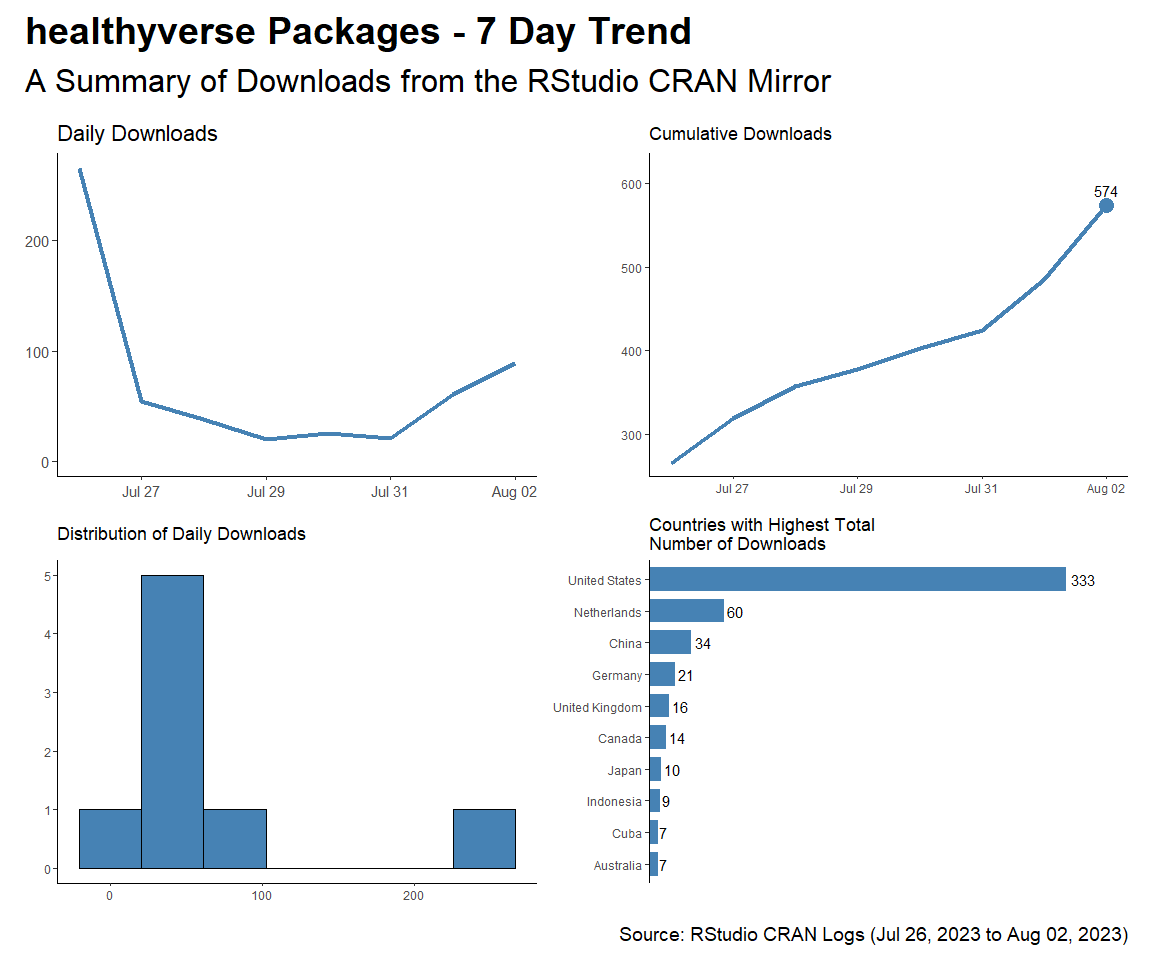 healthyverse Packages - 7 Day Trend
A Summary of Downloads from the RStudio CRAN Mirror
Daily Downloads
200
100
0
Jul 27 Jul 29 Jul 31 Aug 02
Cumulative Downloads
600
500
400
300
574
Jul 27 Jul 29 Jul 31 Aug 02
Distribution of Daily Downloads
5
4
3
2
1
0
0 100 200
Countries with Highest Total
Number of Downloads
United States 333
Netherlands 60
China 34
Germany 21
United Kingdom 16
Canada 14
Japan 10
Indonesia 9
Cuba 7
Australia 7
Source: RStudio CRAN Logs (Jul 26, 2023 to Aug 02, 2023)